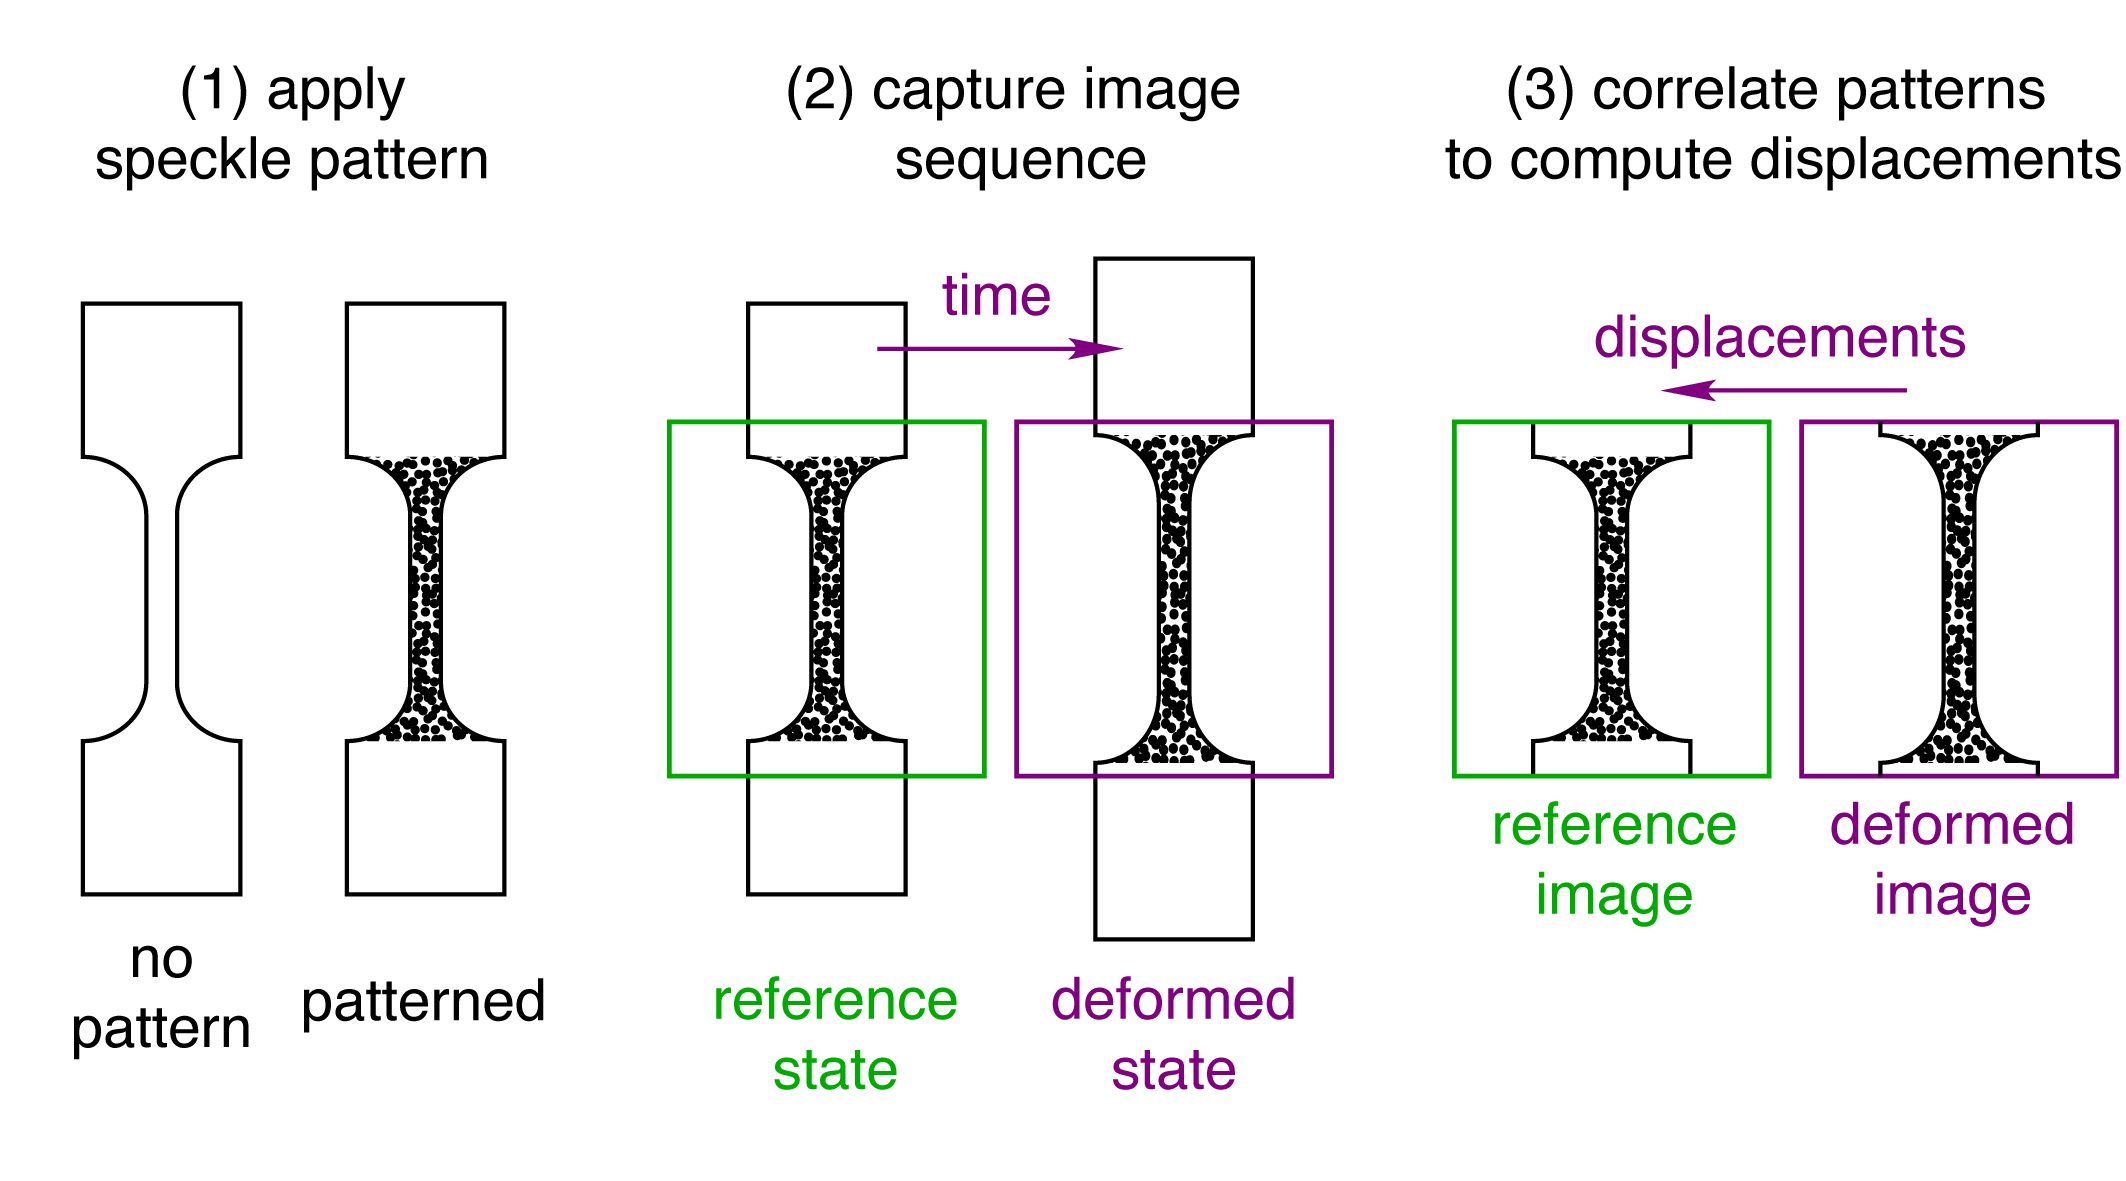 (1) apply
speckle pattern
no
pattern
patterned
(2) capture image
sequence
time
reference
state
deformed
state
(3) correlate patterns
to compute displacements
displacements
reference
image
deformed
image